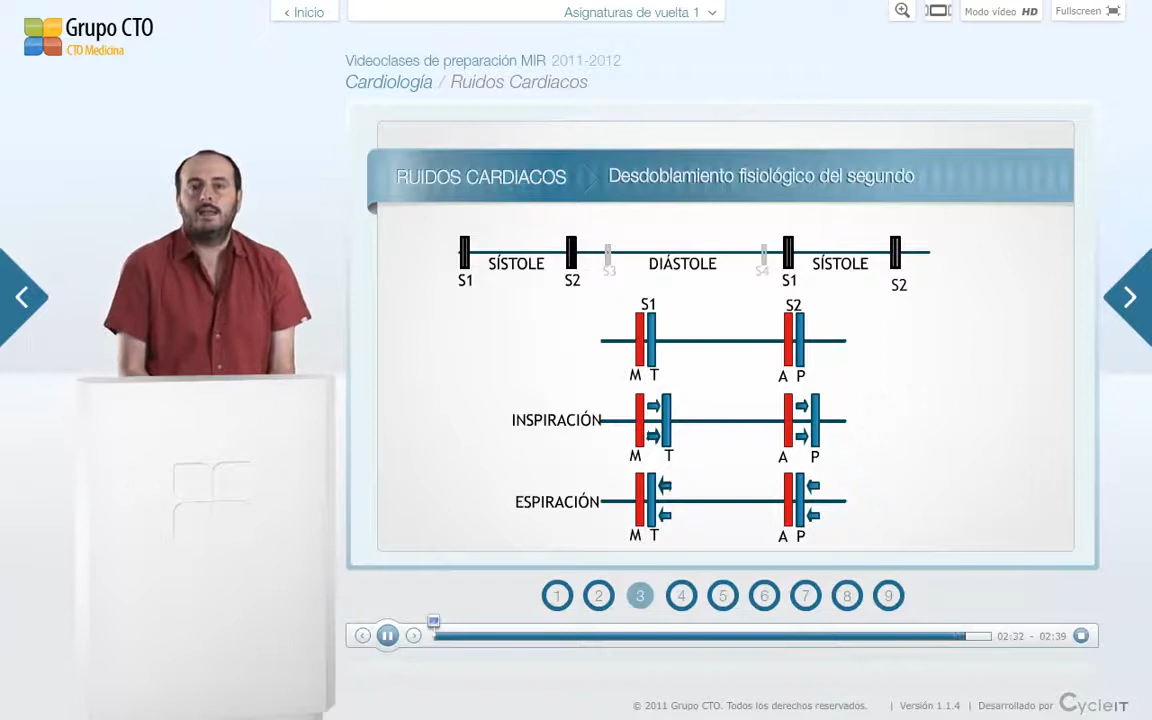 Grupo CTO
CTO Medicina
‹ Inicio
Asignaturas de vuelta 1
Modo vídeo HD
Fullscreen
Videoclases de preparación MIR 2011-2012
Cardiología / Ruidos Cardiacos
RUIDOS CARDIACOS
Desdoblamiento fisiológico del segundo
SÍSTOLE S3 DIÁSTOLE S4 SÍSTOLE
S1 S2 S1 S2
S1 S2
M T A P
INSPIRACIÓN
M T A P
ESPIRACIÓN
M T A P
1 2 3 4 5 6 7 8 9
02:32 - 02:39
© 2011 Grupo CTO. Todos los derechos reservados. | Versión 1.1.4 | Desarrollado por CycleIT